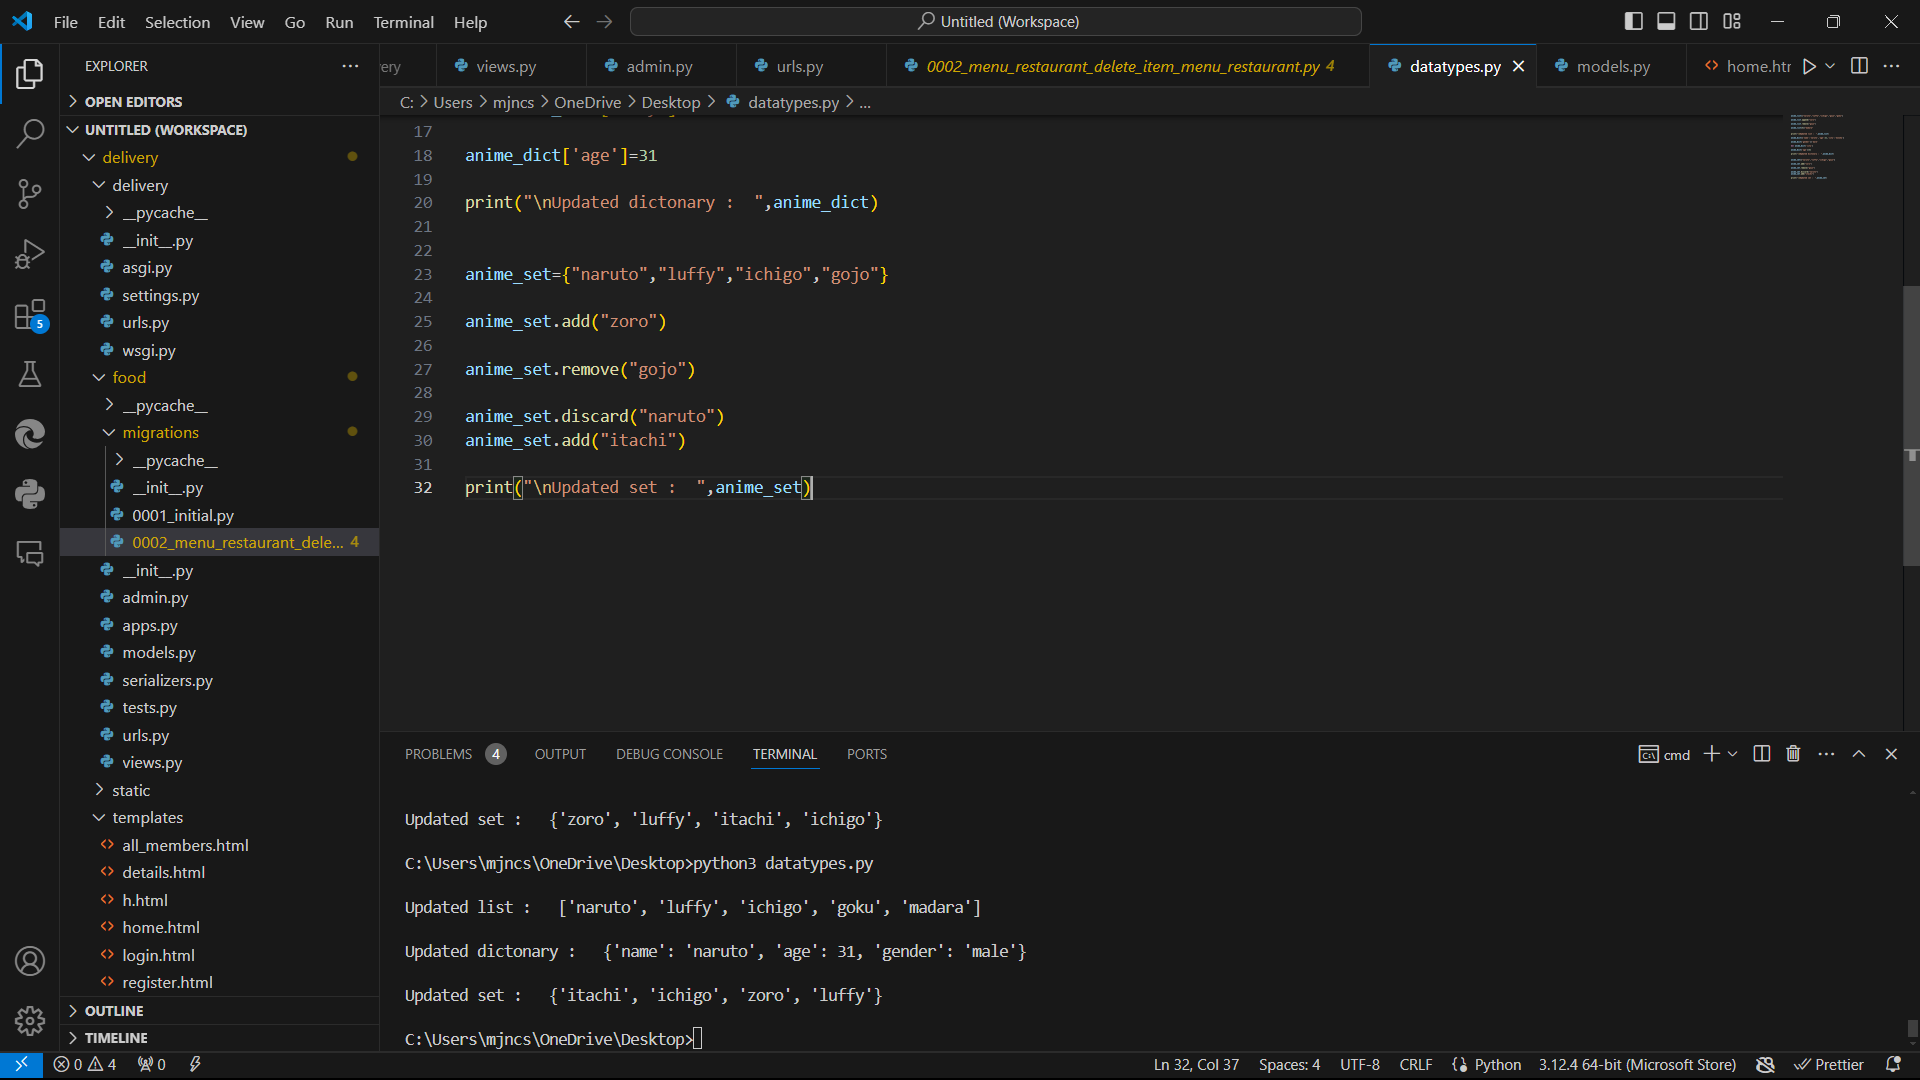 File Edit Selection View Go Run Terminal Help
Untitled (Workspace)
EXPLORER
OPEN EDITORS
UNTITLED (WORKSPACE)
delivery
delivery
__pycache__
__init__.py
asgi.py
settings.py
urls.py
wsgi.py
food
__pycache__
migrations
__pycache__
__init__.py
0001_initial.py
0002_menu_restaurant_dele... 4
__init__.py
admin.py
apps.py
models.py
serializers.py
tests.py
urls.py
views.py
static
templates
all_members.html
details.html
h.html
home.html
login.html
register.html
OUTLINE
TIMELINE
5
ery views.py admin.py urls.py 0002_menu_restaurant_delete_item_menu_restaurant.py 4 datatypes.py models.py home.htr
C: > Users > mjncs > OneDrive > Desktop > datatypes.py > ...
17
18 anime_dict['age']=31
19
20 print("\nUpdated dictonary :  ",anime_dict)
21
22
23 anime_set={"naruto","luffy","ichigo","gojo"}
24
25 anime_set.add("zoro")
26
27 anime_set.remove("gojo")
28
29 anime_set.discard("naruto")
30 anime_set.add("itachi")
31
32 print("\nUpdated set :  ",anime_set)
PROBLEMS 4 OUTPUT DEBUG CONSOLE TERMINAL PORTS
cmd
Updated set :   {'zoro', 'luffy', 'itachi', 'ichigo'}
C:\Users\mjncs\OneDrive\Desktop>python3 datatypes.py
Updated list :   ['naruto', 'luffy', 'ichigo', 'goku', 'madara']
Updated dictonary :   {'name': 'naruto', 'age': 31, 'gender': 'male'}
Updated set :   {'itachi', 'ichigo', 'zoro', 'luffy'}
C:\Users\mjncs\OneDrive\Desktop>
0 4 0
Ln 32, Col 37 Spaces: 4 UTF-8 CRLF Python 3.12.4 64-bit (Microsoft Store) Prettier